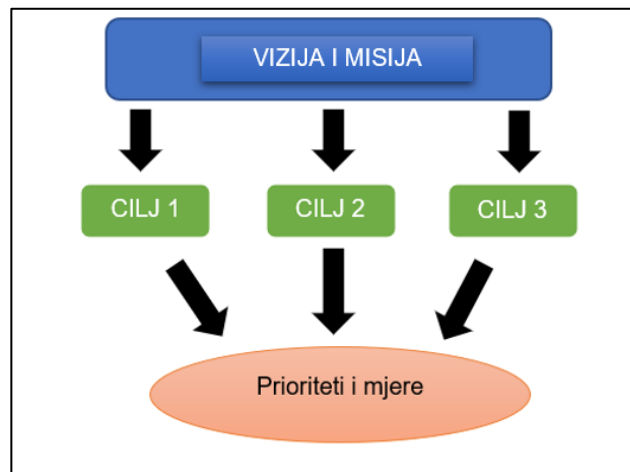 VIZIJA I MISIJA
CILJ 1
CILJ 2
CILJ 3
Prioriteti i mjere